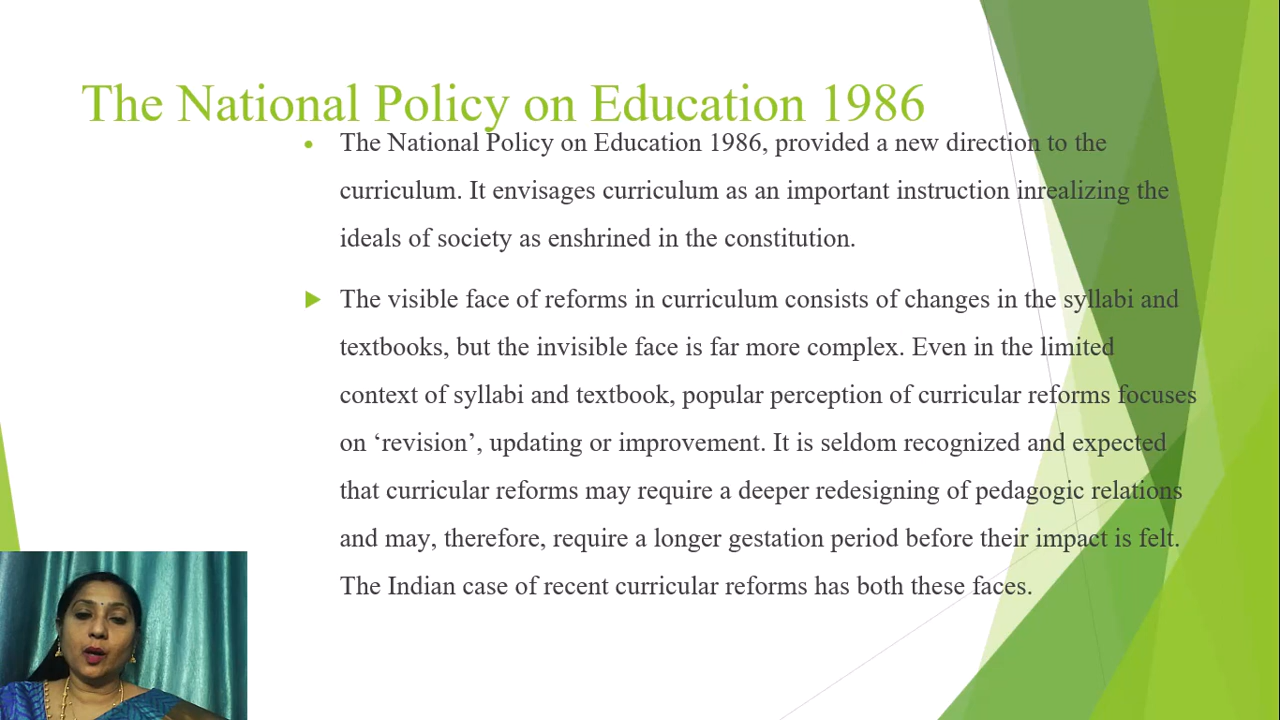 The National Policy on Education 1986
• The National Policy on Education 1986, provided a new direction to the
curriculum. It envisages curriculum as an important instruction inrealizing the
ideals of society as enshrined in the constitution.
The visible face of reforms in curriculum consists of changes in the syllabi and
textbooks, but the invisible face is far more complex. Even in the limited
context of syllabi and textbook, popular perception of curricular reforms focuses
on ‘revision’, updating or improvement. It is seldom recognized and expected
that curricular reforms may require a deeper redesigning of pedagogic relations
and may, therefore, require a longer gestation period before their impact is felt.
The Indian case of recent curricular reforms has both these faces.